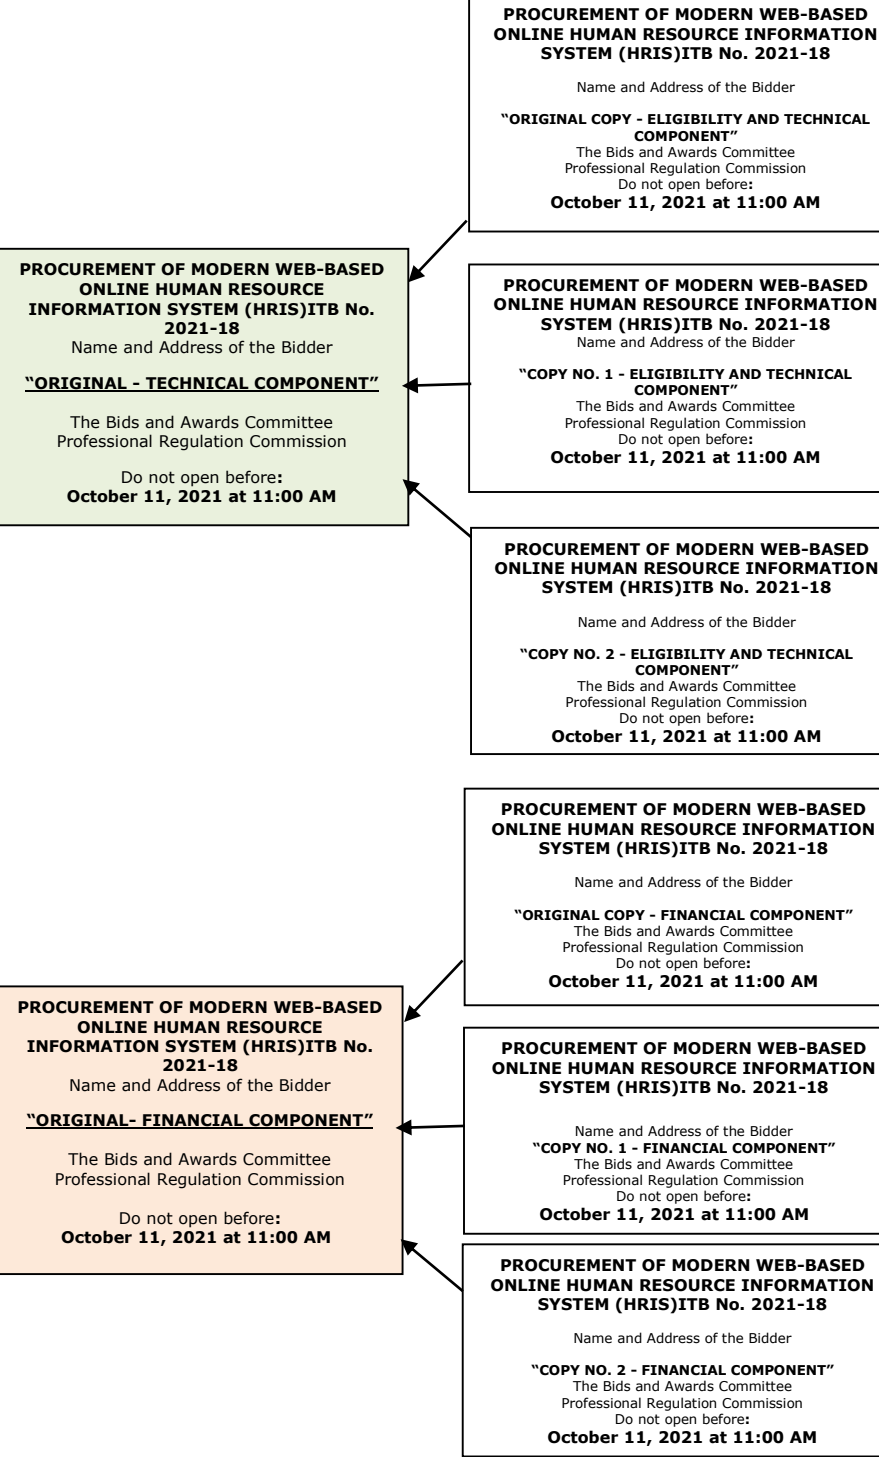 PROCUREMENT OF MODERN WEB-BASED
ONLINE HUMAN RESOURCE INFORMATION
SYSTEM (HRIS)ITB No. 2021-18
Name and Address of the Bidder
“ORIGINAL COPY - ELIGIBILITY AND TECHNICAL
COMPONENT”
The Bids and Awards Committee
Professional Regulation Commission
Do not open before:
October 11, 2021 at 11:00 AM
PROCUREMENT OF MODERN WEB-BASED
ONLINE HUMAN RESOURCE
INFORMATION SYSTEM (HRIS)ITB No.
2021-18
Name and Address of the Bidder
“ORIGINAL - TECHNICAL COMPONENT”
The Bids and Awards Committee
Professional Regulation Commission
Do not open before:
October 11, 2021 at 11:00 AM
PROCUREMENT OF MODERN WEB-BASED
ONLINE HUMAN RESOURCE INFORMATION
SYSTEM (HRIS)ITB No. 2021-18
Name and Address of the Bidder
“COPY NO. 1 - ELIGIBILITY AND TECHNICAL
COMPONENT”
The Bids and Awards Committee
Professional Regulation Commission
Do not open before:
October 11, 2021 at 11:00 AM
PROCUREMENT OF MODERN WEB-BASED
ONLINE HUMAN RESOURCE INFORMATION
SYSTEM (HRIS)ITB No. 2021-18
Name and Address of the Bidder
“COPY NO. 2 - ELIGIBILITY AND TECHNICAL
COMPONENT”
The Bids and Awards Committee
Professional Regulation Commission
Do not open before:
October 11, 2021 at 11:00 AM
PROCUREMENT OF MODERN WEB-BASED
ONLINE HUMAN RESOURCE INFORMATION
SYSTEM (HRIS)ITB No. 2021-18
Name and Address of the Bidder
“ORIGINAL COPY - FINANCIAL COMPONENT”
The Bids and Awards Committee
Professional Regulation Commission
Do not open before:
October 11, 2021 at 11:00 AM
PROCUREMENT OF MODERN WEB-BASED
ONLINE HUMAN RESOURCE
INFORMATION SYSTEM (HRIS)ITB No.
2021-18
Name and Address of the Bidder
“ORIGINAL- FINANCIAL COMPONENT”
The Bids and Awards Committee
Professional Regulation Commission
Do not open before:
October 11, 2021 at 11:00 AM
PROCUREMENT OF MODERN WEB-BASED
ONLINE HUMAN RESOURCE INFORMATION
SYSTEM (HRIS)ITB No. 2021-18
Name and Address of the Bidder
“COPY NO. 1 - FINANCIAL COMPONENT”
The Bids and Awards Committee
Professional Regulation Commission
Do not open before:
October 11, 2021 at 11:00 AM
PROCUREMENT OF MODERN WEB-BASED
ONLINE HUMAN RESOURCE INFORMATION
SYSTEM (HRIS)ITB No. 2021-18
Name and Address of the Bidder
“COPY NO. 2 - FINANCIAL COMPONENT”
The Bids and Awards Committee
Professional Regulation Commission
Do not open before:
October 11, 2021 at 11:00 AM